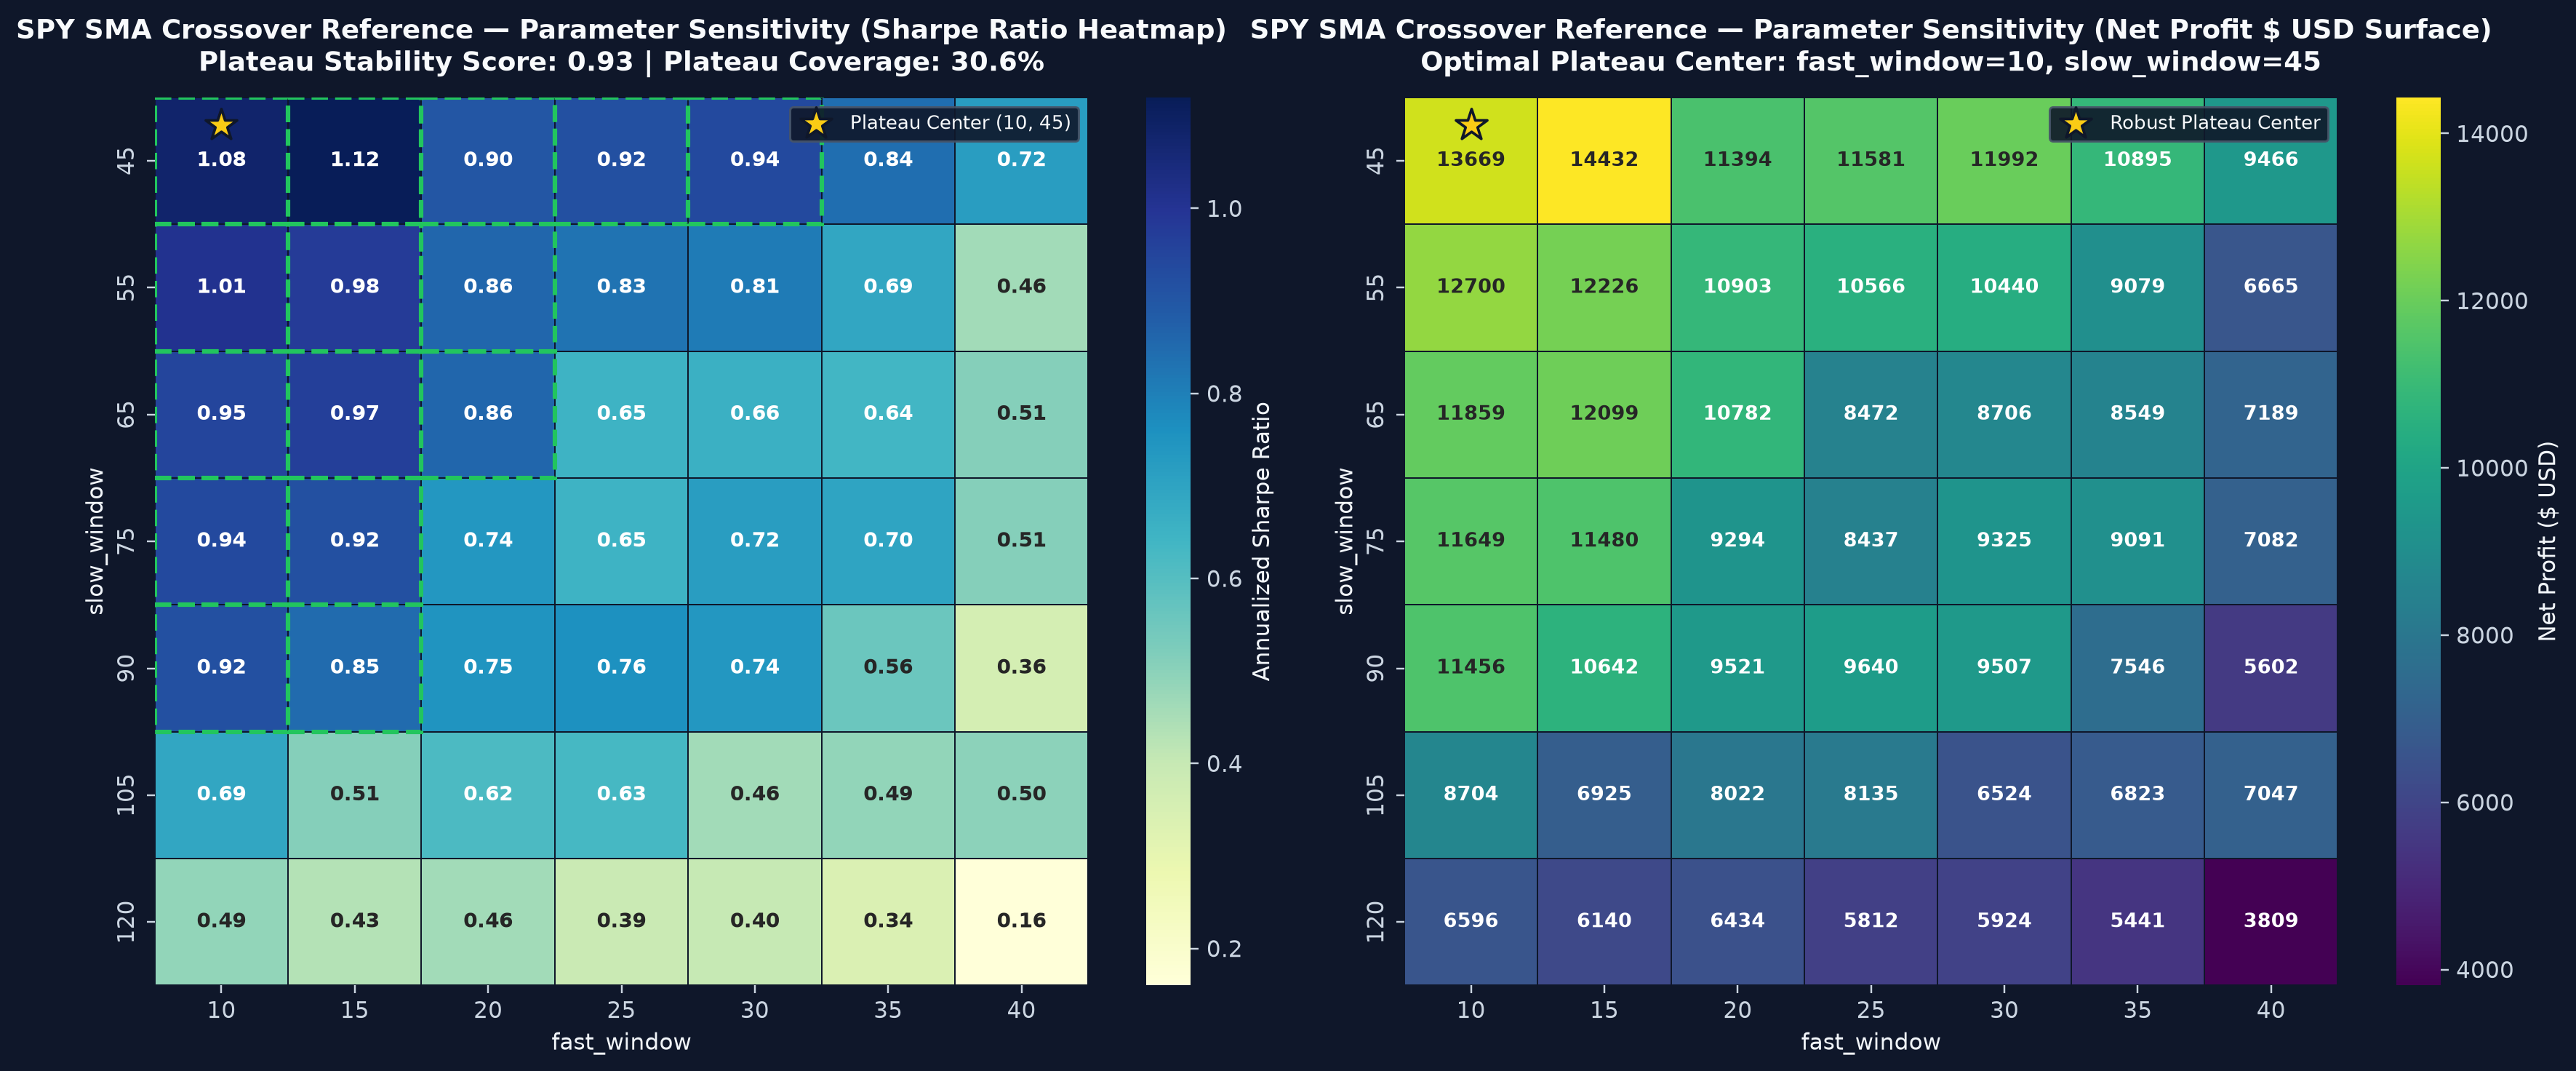 SPY SMA Crossover Reference — Parameter Sensitivity (Sharpe Ratio Heatmap)
Plateau Stability Score: 0.93 | Plateau Coverage: 30.6%
Plateau Center (10, 45)
45 1.08 1.12 0.90 0.92 0.94 0.84 0.72
55 1.01 0.98 0.86 0.83 0.81 0.69 0.46
65 0.95 0.97 0.86 0.65 0.66 0.64 0.51
75 0.94 0.92 0.74 0.65 0.72 0.70 0.51
90 0.92 0.85 0.75 0.76 0.74 0.56 0.36
105 0.69 0.51 0.62 0.63 0.46 0.49 0.50
120 0.49 0.43 0.46 0.39 0.40 0.34 0.16
10 15 20 25 30 35 40
fast_window
slow_window
1.0
0.8
0.6
0.4
0.2
Annualized Sharpe Ratio
SPY SMA Crossover Reference — Parameter Sensitivity (Net Profit $ USD Surface)
Optimal Plateau Center: fast_window=10, slow_window=45
Robust Plateau Center
45 13669 14432 11394 11581 11992 10895 9466
55 12700 12226 10903 10566 10440 9079 6665
65 11859 12099 10782 8472 8706 8549 7189
75 11649 11480 9294 8437 9325 9091 7082
90 11456 10642 9521 9640 9507 7546 5602
105 8704 6925 8022 8135 6524 6823 7047
120 6596 6140 6434 5812 5924 5441 3809
10 15 20 25 30 35 40
fast_window
slow_window
14000
12000
10000
8000
6000
4000
Net Profit ($ USD)